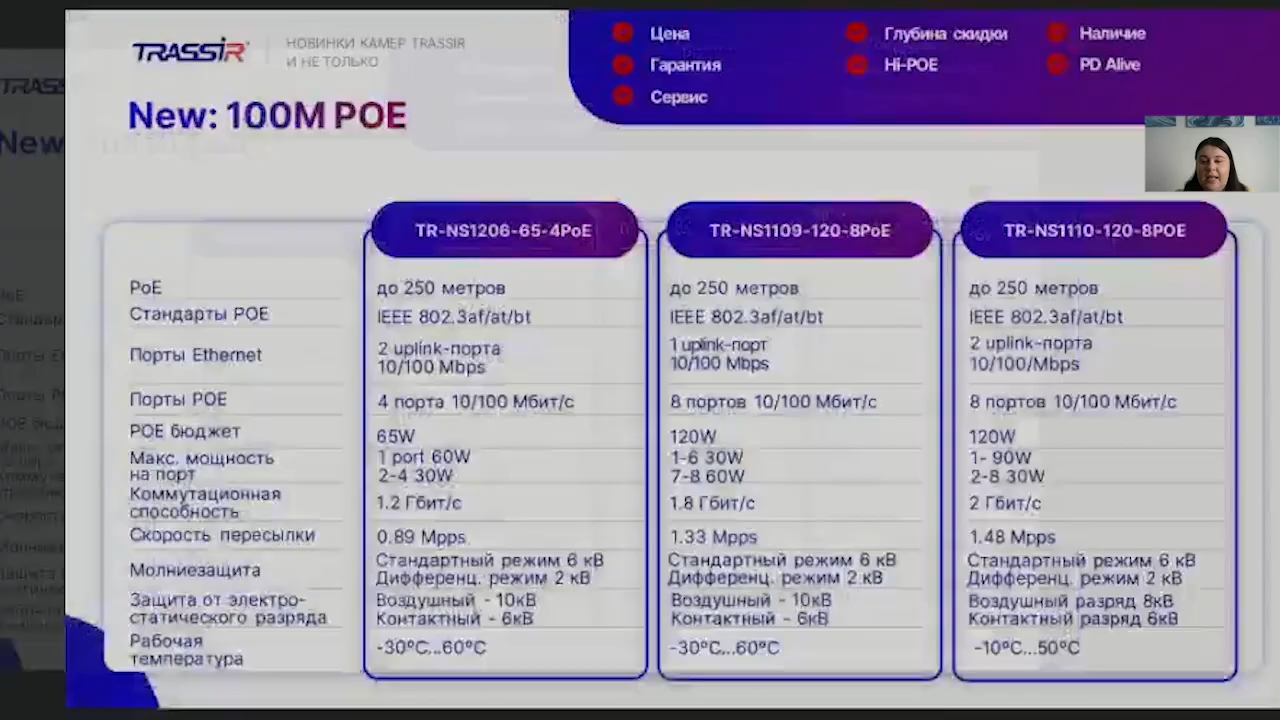 TRASSIR
НОВИНКИ КАМЕР TRASSIR
И НЕ ТОЛЬКО
New: 100M POE
Цена
Глубина скидки
Наличие
Гарантия
Hi-POE
PD Alive
Сервис
TR-NS1206-65-4PoE
TR-NS1109-120-8PoE
TR-NS1110-120-8POE
PoE
до 250 метров
до 250 метров
до 250 метров
Стандарты POE
IEEE 802.3af/at/bt
IEEE 802.3af/at/bt
IEEE 802.3af/at/bt
Порты Ethernet
2 uplink-порта
10/100 Mbps
1 uplink-порт
10/100 Mbps
2 uplink-порта
10/100/Mbps
Порты POE
4 порта 10/100 Мбит/с
8 портов 10/100 Мбит/с
8 портов 10/100 Мбит/с
POE бюджет
65W
120W
120W
Макс. мощность
на порт
1 port 60W
2-4 30W
1-6 30W
7-8 60W
1- 90W
2-8 30W
Коммутационная
способность
1.2 Гбит/с
1.8 Гбит/с
2 Гбит/с
Скорость пересылки
0.89 Mpps
1.33 Mpps
1.48 Mpps
Молниезащита
Стандартный режим 6 кВ
Дифференц. режим 2 кВ
Стандартный режим 6 кВ
Дифференц. режим 2 кВ
Стандартный режим 6 кВ
Дифференц. режим 2 кВ
Защита от электро-
статического разряда
Воздушный - 10кВ
Контактный - 6кВ
Воздушный - 10кВ
Контактный - 6кВ
Воздушный разряд 8кВ
Контактный разряд 6кВ
Рабочая
температура
-30ºC...60ºC
-30ºC...60ºC
-10ºC...50ºC